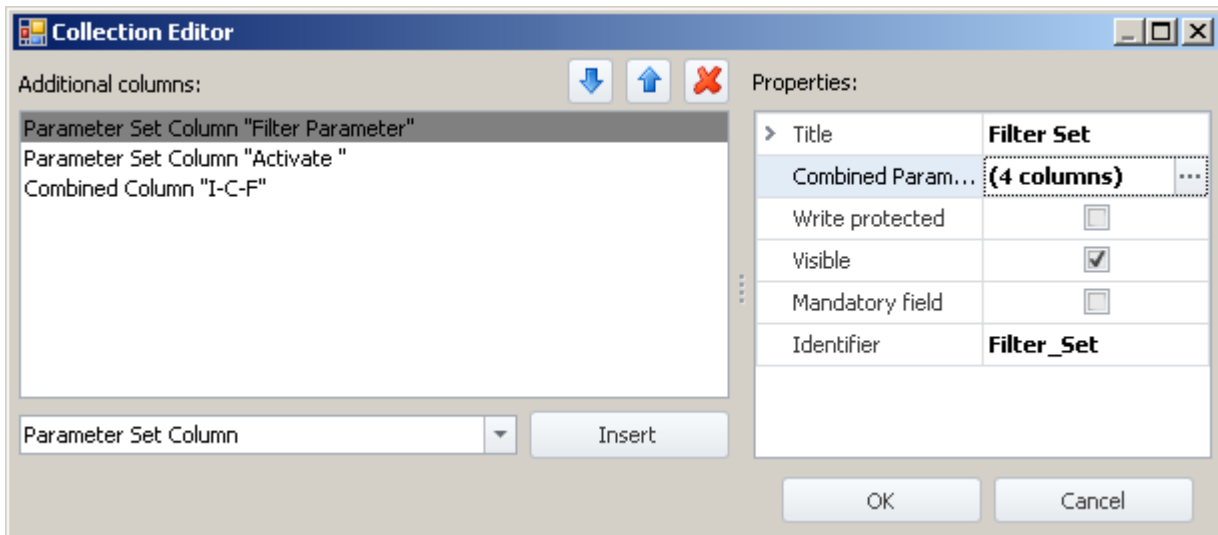 Collection Editor
Additional columns:
Parameter Set Column "Filter Parameter"
Parameter Set Column "Activate "
Combined Column "I-C-F"
Parameter Set Column
Insert
Properties:
Title Filter Set
Combined Param... (4 columns) ...
Write protected
Visible
Mandatory field
Identifier Filter_Set
OK Cancel